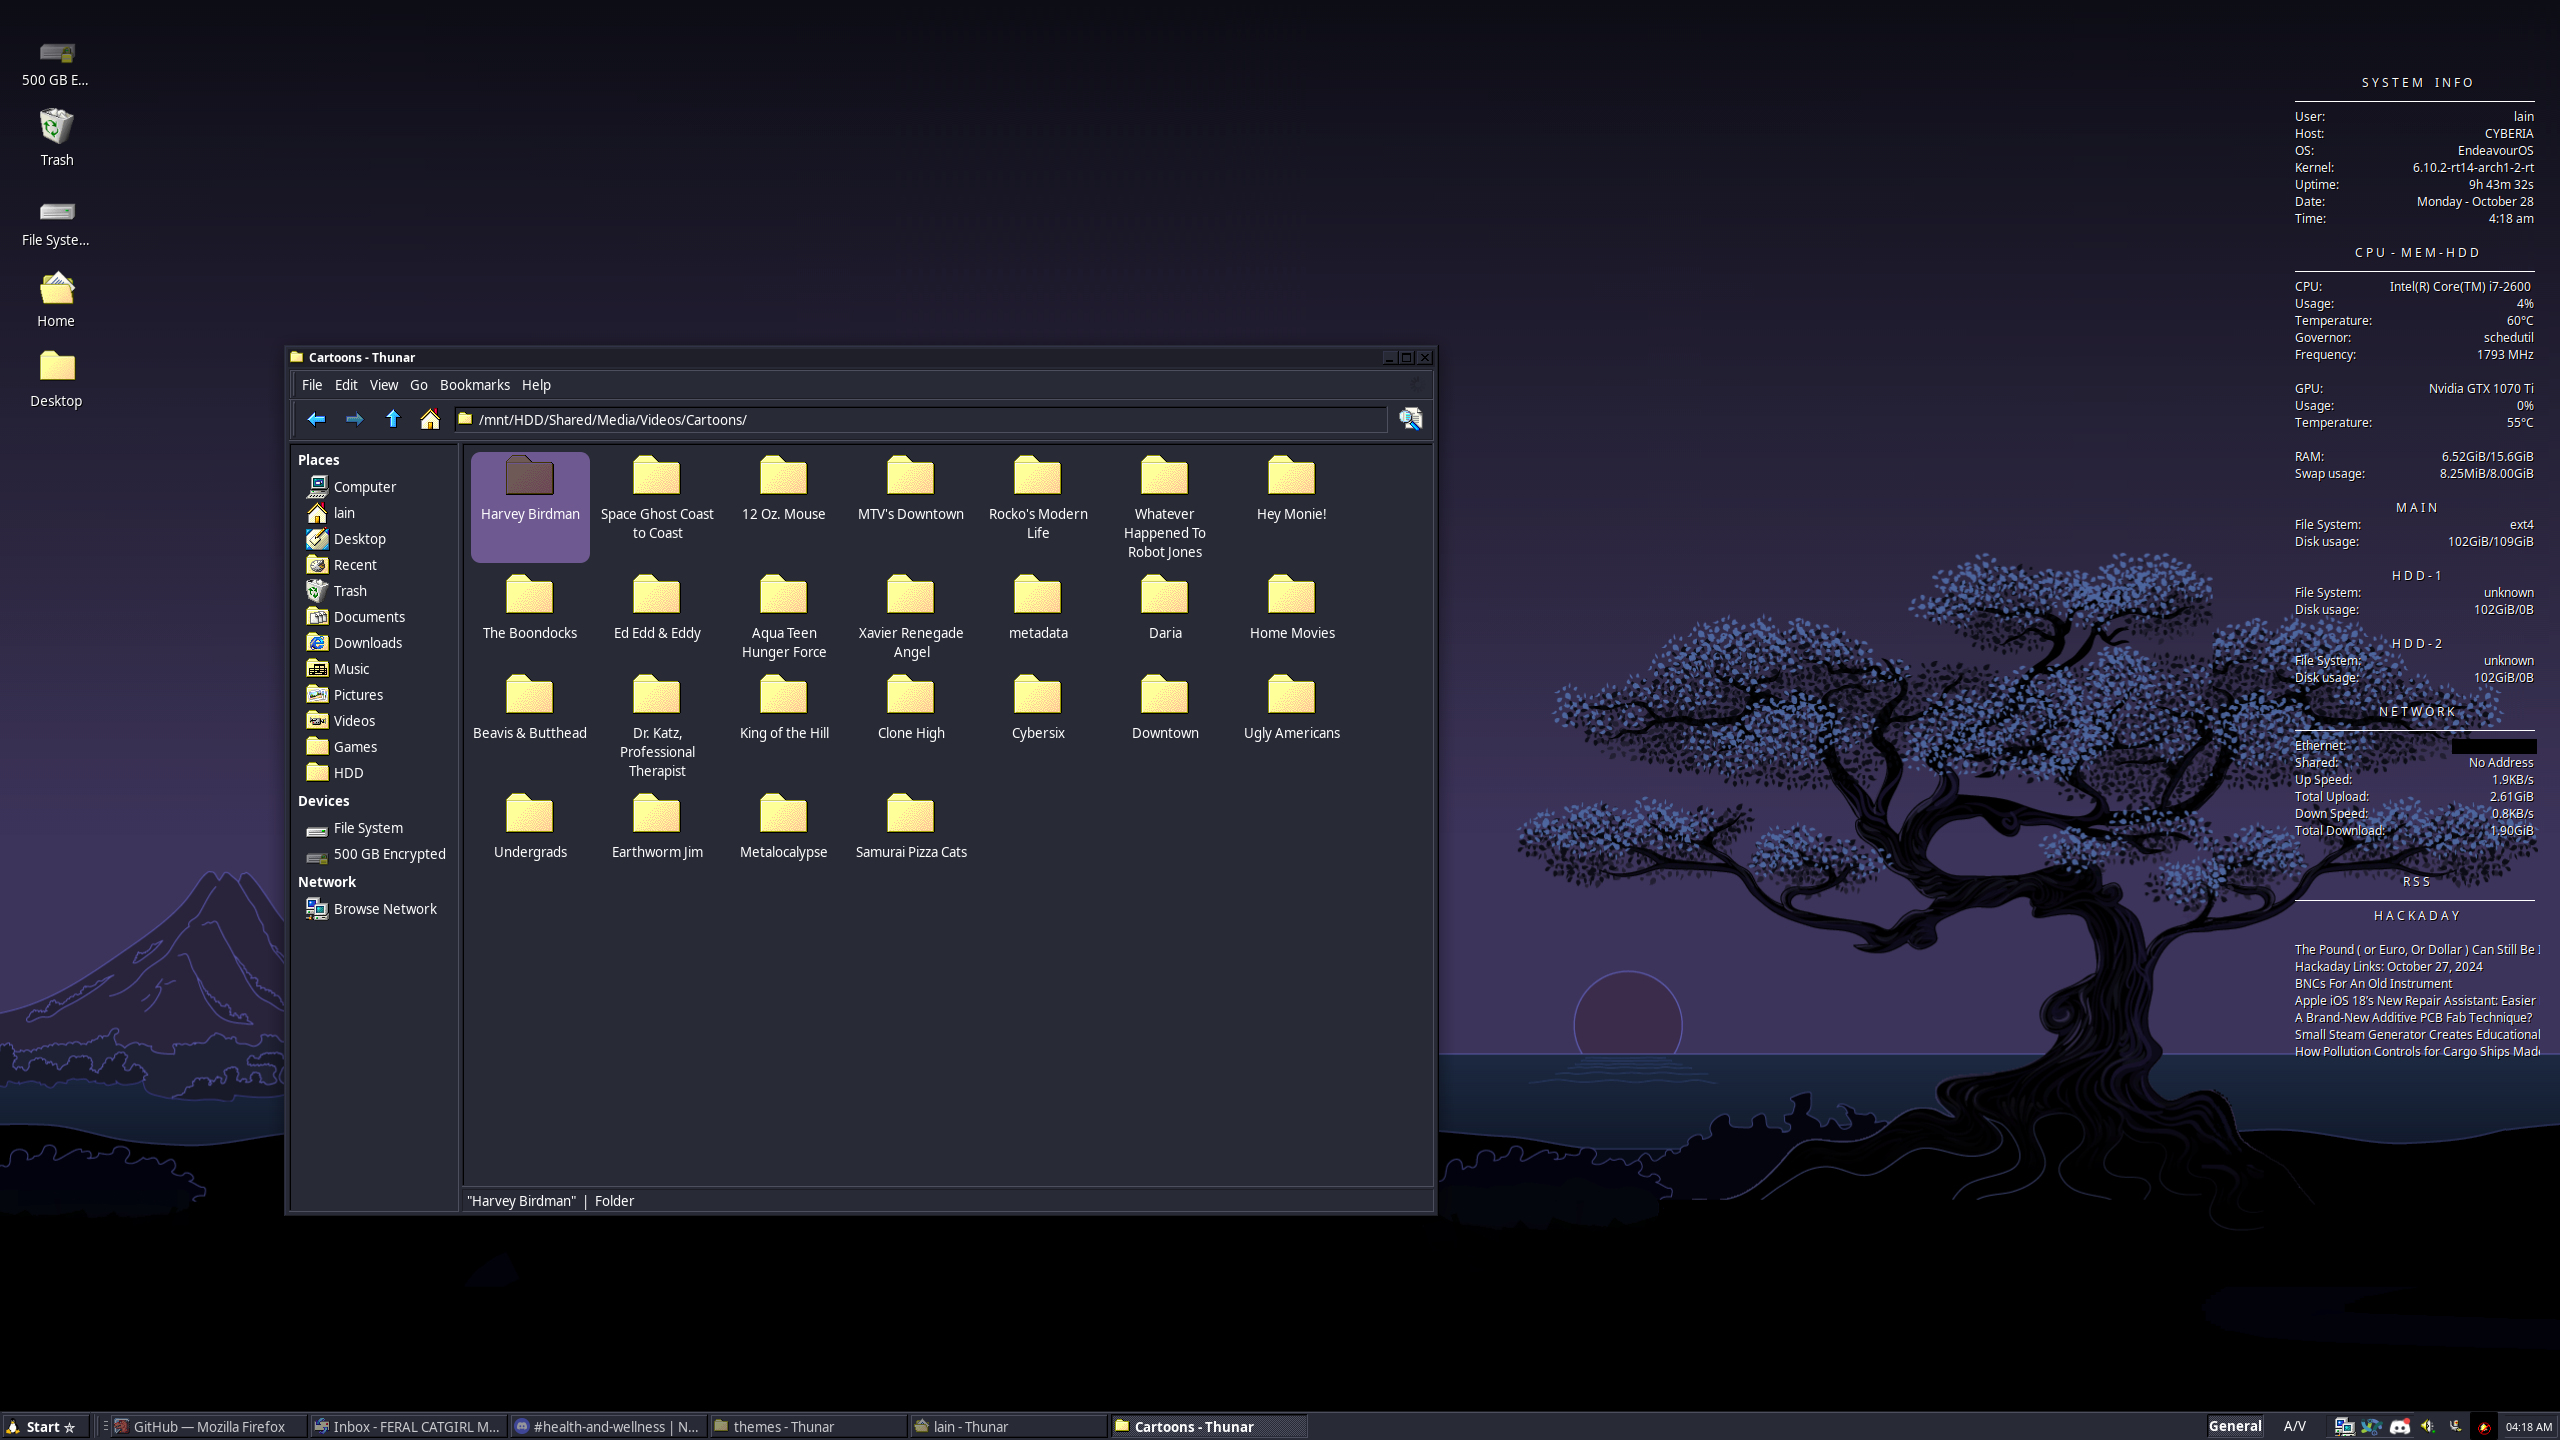 500 GB E...
Trash
File Syste...
Home
Desktop
Cartoons - Thunar
File Edit View Go Bookmarks Help
/mnt/HDD/Shared/Media/Videos/Cartoons/
Places
Computer
lain
Desktop
Recent
Trash
Documents
Downloads
Music
Pictures
Videos
Games
HDD
Devices
File System
500 GB Encrypted
Network
Browse Network
Harvey Birdman
Space Ghost Coast
to Coast
12 Oz. Mouse
MTV's Downtown
Rocko's Modern
Life
Whatever
Happened To
Robot Jones
Hey Monie!
The Boondocks
Ed Edd & Eddy
Aqua Teen
Hunger Force
Xavier Renegade
Angel
metadata
Daria
Home Movies
Beavis & Butthead
Dr. Katz,
Professional
Therapist
King of the Hill
Clone High
Cybersix
Downtown
Ugly Americans
Undergrads
Earthworm Jim
Metalocalypse
Samurai Pizza Cats
"Harvey Birdman" | Folder
SYSTEM INFO
User: lain
Host: CYBERIA
OS: EndeavourOS
Kernel: 6.10.2-rt14-arch1-2-rt
Uptime: 9h 43m 32s
Date: Monday - October 28
Time: 4:18 am
CPU-MEM-HDD
CPU: Intel(R) Core(TM) i7-2600
Usage: 4%
Temperature: 60°C
Governor: schedutil
Frequency: 1793 MHz
GPU: Nvidia GTX 1070 Ti
Usage: 0%
Temperature: 55°C
RAM: 6.52GiB/15.6GiB
Swap usage: 8.25MiB/8.00GiB
MAIN
File System: ext4
Disk usage: 102GiB/109GiB
HDD-1
File System: unknown
Disk usage: 102GiB/0B
HDD-2
File System: unknown
Disk usage: 102GiB/0B
NETWORK
Ethernet:
Shared: No Address
Up Speed: 1.9KB/s
Total Upload: 2.61GiB
Down Speed: 0.8KB/s
Total Download: 1.90GiB
RSS
HACKADAY
The Pound ( or Euro, Or Dollar ) Can Still Be
Hackaday Links: October 27, 2024
BNCs For An Old Instrument
Apple iOS 18's New Repair Assistant: Easier
A Brand-New Additive PCB Fab Technique?
Small Steam Generator Creates Educational
How Pollution Controls for Cargo Ships Made
Start ☆
GitHub — Mozilla Firefox
Inbox - FERAL CATGIRL M...
#health-and-wellness | N...
themes - Thunar
lain - Thunar
Cartoons - Thunar
General
A/V
04:18 AM